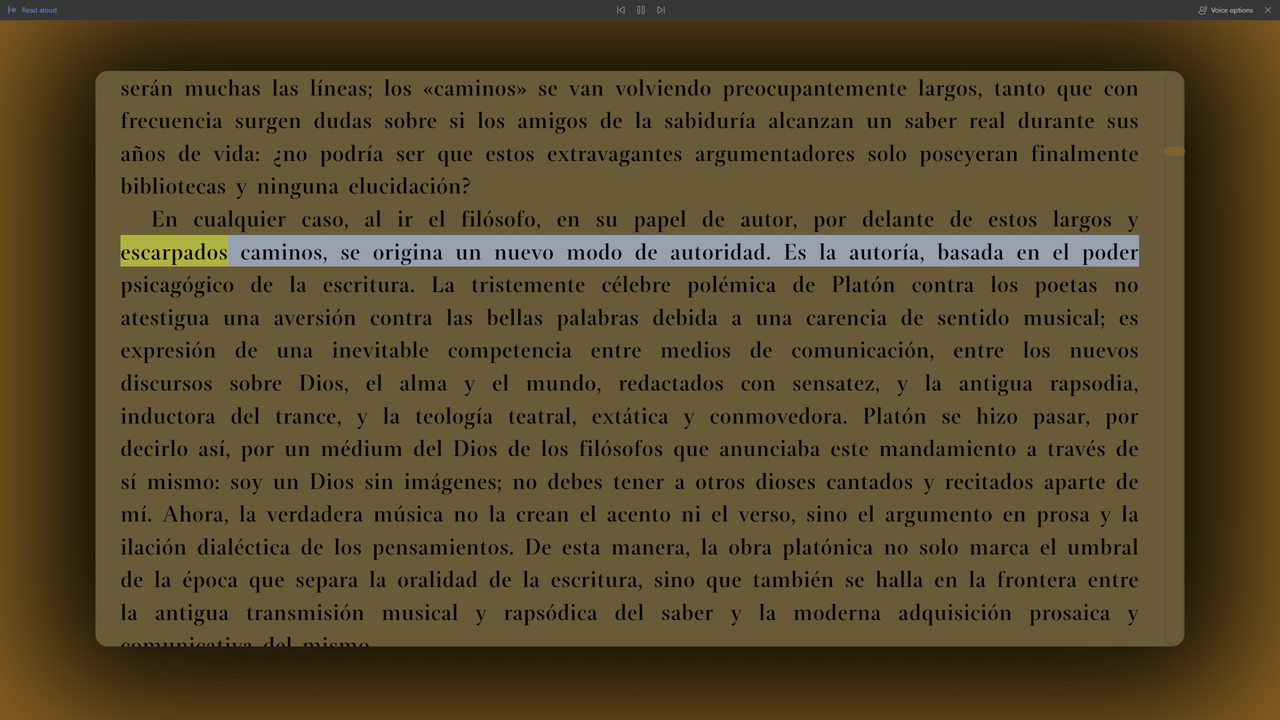 Read aloud
Voice options
serán muchas las líneas; los «caminos» se van volviendo preocupantemente largos, tanto que con
frecuencia surgen dudas sobre si los amigos de la sabiduría alcanzan un saber real durante sus
años de vida: ¿no podría ser que estos extravagantes argumentadores solo poseyeran finalmente
bibliotecas y ninguna elucidación?
En cualquier caso, al ir el filósofo, en su papel de autor, por delante de estos largos y
escarpados caminos, se origina un nuevo modo de autoridad. Es la autoría, basada en el poder
psicagógico de la escritura. La tristemente célebre polémica de Platón contra los poetas no
atestigua una aversión contra las bellas palabras debida a una carencia de sentido musical; es
expresión de una inevitable competencia entre medios de comunicación, entre los nuevos
discursos sobre Dios, el alma y el mundo, redactados con sensatez, y la antigua rapsodia,
inductora del trance, y la teología teatral, extática y conmovedora. Platón se hizo pasar, por
decirlo así, por un médium del Dios de los filósofos que anunciaba este mandamiento a través de
sí mismo: soy un Dios sin imágenes; no debes tener a otros dioses cantados y recitados aparte de
mí. Ahora, la verdadera música no la crean el acento ni el verso, sino el argumento en prosa y la
ilación dialéctica de los pensamientos. De esta manera, la obra platónica no solo marca el umbral
de la época que separa la oralidad de la escritura, sino que también se halla en la frontera entre
la antigua transmisión musical y rapsódica del saber y la moderna adquisición prosaica y
comunicativa del mismo.